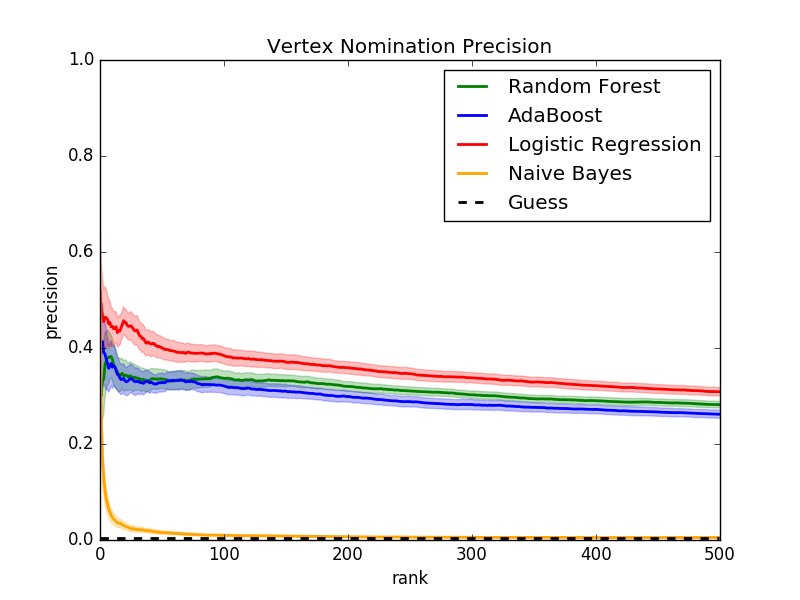 Vertex Nomination Precision
1.0
0.8
0.6
0.4
0.2
0.0
precision
Random Forest
AdaBoost
Logistic Regression
Naive Bayes
Guess
0 100 200 300 400 500
rank